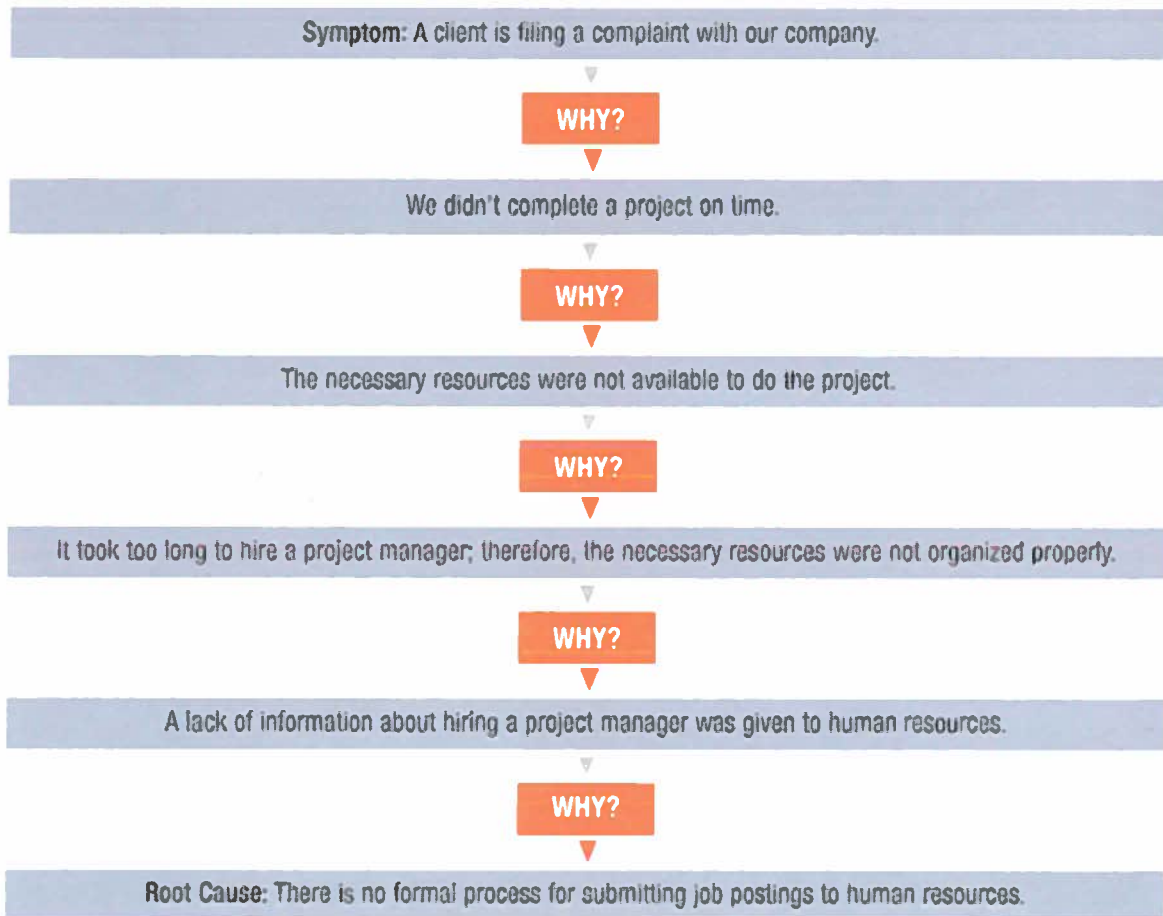 Symptom: A client is filing a complaint with our company.
WHY?
We didn't complete a project on time.
WHY?
The necessary resources were not available to do the project.
WHY?
It took too long to hire a project manager; therefore, the necessary resources were not organized properly.
WHY?
A lack of information about hiring a project manager was given to human resources.
WHY?
Root Cause: There is no formal process for submitting job postings to human resources.